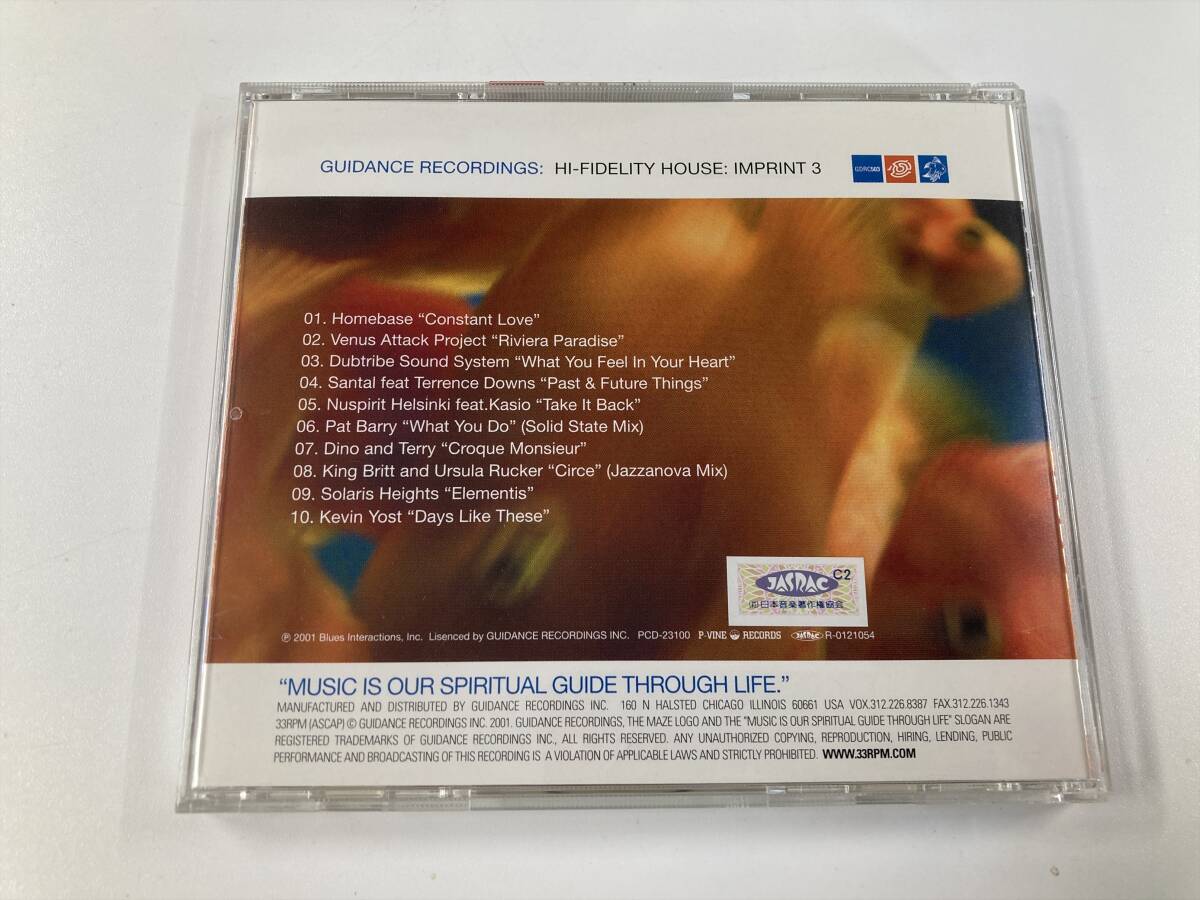 GUIDANCE RECORDINGS: HI-FIDELITY HOUSE: IMPRINT 3
GDRC503
01. Homebase “Constant Love”
02. Venus Attack Project “Riviera Paradise”
03. Dubtribe Sound System “What You Feel In Your Heart”
04. Santal feat Terrence Downs “Past & Future Things”
05. Nuspirit Helsinki feat.Kasio “Take It Back”
06. Pat Barry “What You Do” (Solid State Mix)
07. Dino and Terry “Croque Monsieur”
08. King Britt and Ursula Rucker “Circe” (Jazzanova Mix)
09. Solaris Heights “Elementis”
10. Kevin Yost “Days Like These”
C2
JASRAC
(社)日本音楽著作権協会
℗ 2001 Blues Interactions, Inc. Lisenced by GUIDANCE RECORDINGS INC. PCD-23100 P-VINE RECORDS JASRAC R-0121054
“MUSIC IS OUR SPIRITUAL GUIDE THROUGH LIFE.”
MANUFACTURED AND DISTRIBUTED BY GUIDANCE RECORDINGS INC. 160 N HALSTED CHICAGO ILLINOIS 60661 USA VOX.312.226.8387 FAX.312.226.1343
33RPM (ASCAP) © GUIDANCE RECORDINGS INC. 2001. GUIDANCE RECORDINGS, THE MAZE LOGO AND THE "MUSIC IS OUR SPIRITUAL GUIDE THROUGH LIFE" SLOGAN ARE
REGISTERED TRADEMARKS OF GUIDANCE RECORDINGS INC., ALL RIGHTS RESERVED. ANY UNAUTHORIZED COPYING, REPRODUCTION, HIRING, LENDING, PUBLIC
PERFORMANCE AND BROADCASTING OF THIS RECORDING IS A VIOLATION OF APPLICABLE LAWS AND STRICTLY PROHIBITED. WWW.33RPM.COM